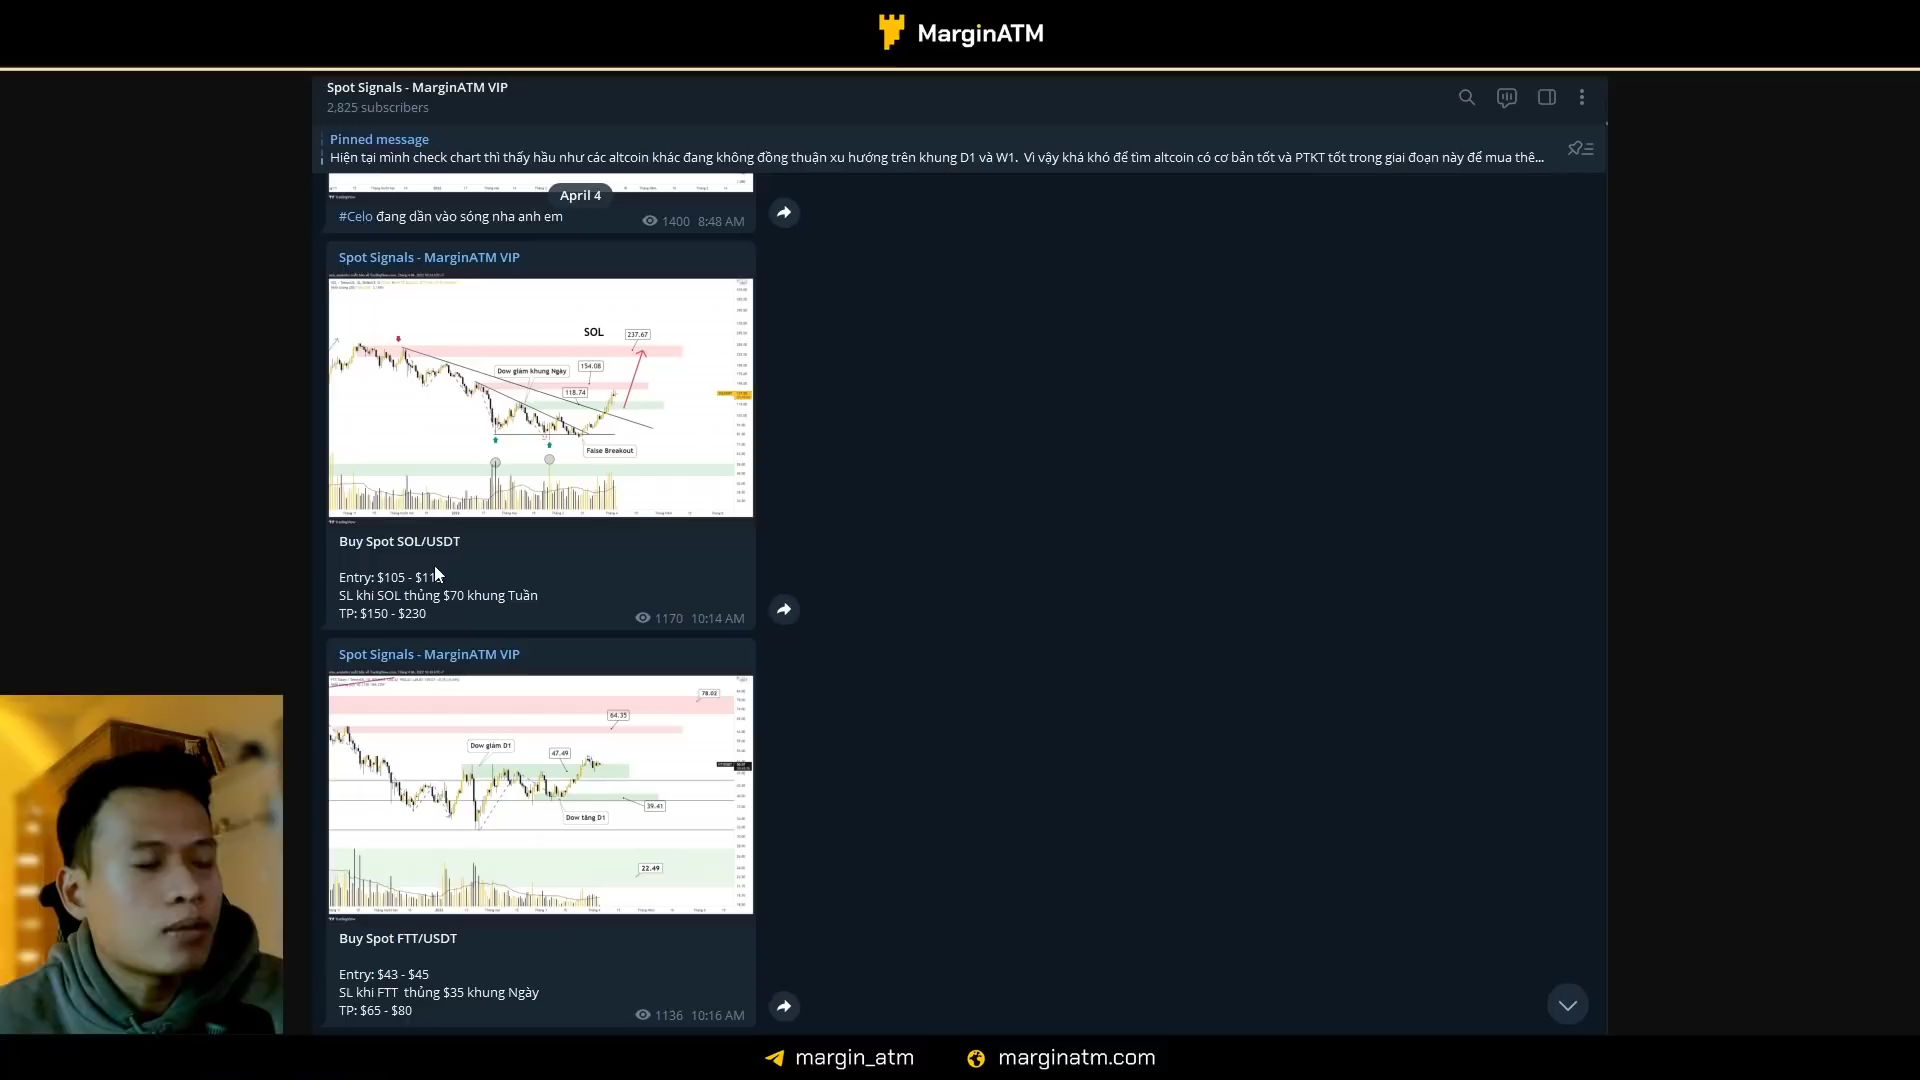 MarginATM
Spot Signals - MarginATM VIP
2,825 subscribers
Pinned message
Hiện tại mình check chart thì thấy hầu như các altcoin khác đang không đồng thuận xu hướng trên khung D1 và W1. Vì vậy khá khó để tìm altcoin có cơ bản tốt và PTKT tốt trong giai đoạn này để mua thê...
April 4
#Celo đang dần vào sóng nha anh em
1400 8:48 AM
Spot Signals - MarginATM VIP
SOL
237.67
154.08
Dow giảm khung Ngày
118.74
False Breakout
Buy Spot SOL/USDT
Entry: $105 - $11
SL khi SOL thủng $70 khung Tuần
TP: $150 - $230
1170 10:14 AM
Spot Signals - MarginATM VIP
78.02
64.35
Dow giảm D1
47.49
39.41
Dow tăng D1
22.49
Buy Spot FTT/USDT
Entry: $43 - $45
SL khi FTT thủng $35 khung Ngày
TP: $65 - $80
1136 10:16 AM
margin_atm
marginatm.com